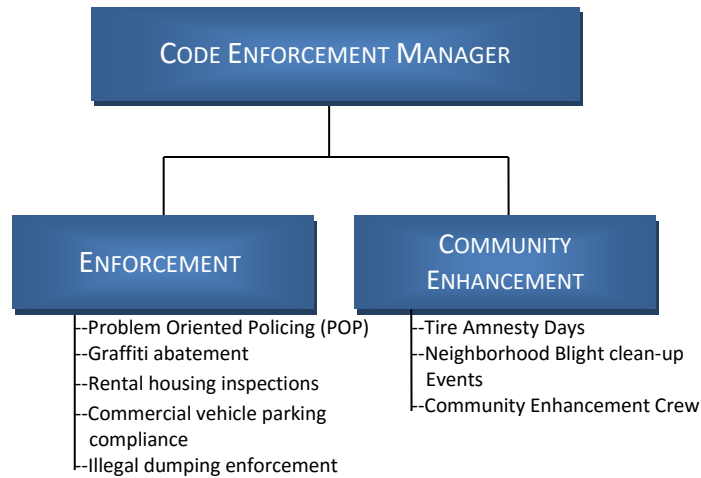 CODE ENFORCEMENT MANAGER
ENFORCEMENT
--Problem Oriented Policing (POP)
--Graffiti abatement
--Rental housing inspections
--Commercial vehicle parking
compliance
--Illegal dumping enforcement
COMMUNITY
ENHANCEMENT
--Tire Amnesty Days
--Neighborhood Blight clean-up
Events
--Community Enhancement Crew